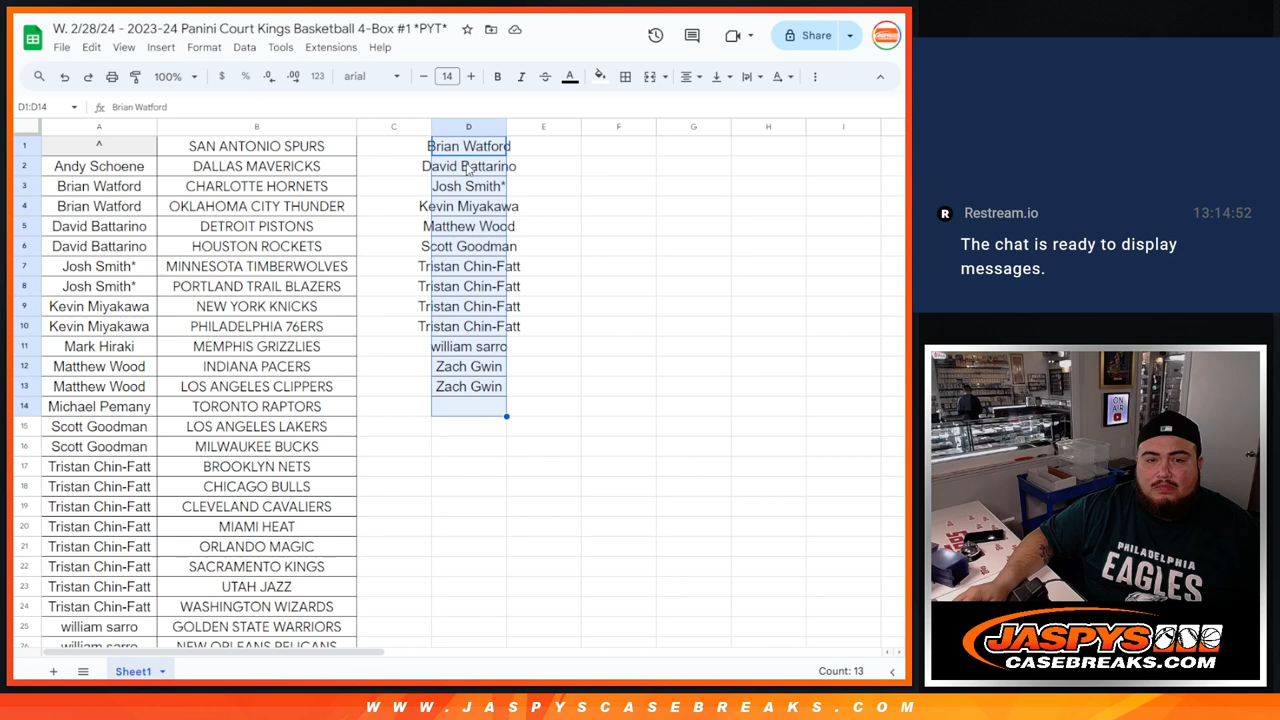 W. 2/28/24 - 2023-24 Panini Court Kings Basketball 4-Box #1 *PYT*
File Edit View Insert Format Data Tools Extensions Help
Share
100% $ % .0 .00 123 arial 14 B I A
D1:D14 fx Brian Watford
A B C D E F G H I
1 ^ SAN ANTONIO SPURS Brian Watford
2 Andy Schoene DALLAS MAVERICKS David Battarino
3 Brian Watford CHARLOTTE HORNETS Josh Smith*
4 Brian Watford OKLAHOMA CITY THUNDER Kevin Miyakawa
5 David Battarino DETROIT PISTONS Matthew Wood
6 David Battarino HOUSTON ROCKETS Scott Goodman
7 Josh Smith* MINNESOTA TIMBERWOLVES Tristan Chin-Fatt
8 Josh Smith* PORTLAND TRAIL BLAZERS Tristan Chin-Fatt
9 Kevin Miyakawa NEW YORK KNICKS Tristan Chin-Fatt
10 Kevin Miyakawa PHILADELPHIA 76ERS Tristan Chin-Fatt
11 Mark Hiraki MEMPHIS GRIZZLIES william sarro
12 Matthew Wood INDIANA PACERS Zach Gwin
13 Matthew Wood LOS ANGELES CLIPPERS Zach Gwin
14 Michael Pemany TORONTO RAPTORS
15 Scott Goodman LOS ANGELES LAKERS
16 Scott Goodman MILWAUKEE BUCKS
17 Tristan Chin-Fatt BROOKLYN NETS
18 Tristan Chin-Fatt CHICAGO BULLS
19 Tristan Chin-Fatt CLEVELAND CAVALIERS
20 Tristan Chin-Fatt MIAMI HEAT
21 Tristan Chin-Fatt ORLANDO MAGIC
22 Tristan Chin-Fatt SACRAMENTO KINGS
23 Tristan Chin-Fatt UTAH JAZZ
24 Tristan Chin-Fatt WASHINGTON WIZARDS
25 william sarro GOLDEN STATE WARRIORS
26 william sarro NEW ORLEANS PELICANS
Sheet1
Count: 13
R Restream.io 13:14:52
The chat is ready to display
messages.
ON
AIR
PHILADELPHIA
EAGLES
JASPYS
CASEBREAKS.COM
WWW.JASPYSCASEBREAKS.COM